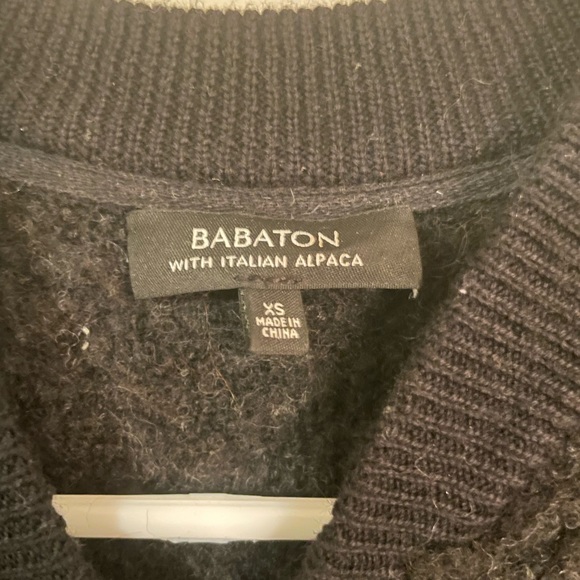 BABATON
WITH ITALIAN ALPACA
XS
MADE IN
CHINA